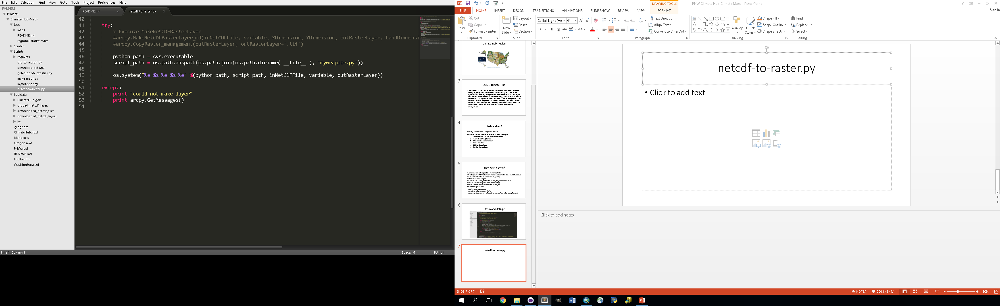 File Edit Selection Find View Goto Tools Project Preferences Help
FOLDERS
Projects
Climate-Hub-Maps
Doc
maps
README.md
regional-statistics.txt
Scratch
Scripts
requests
clip-to-region.py
download-data.py
get-clipped-statistics.py
make-maps.py
mywrapper.py
netcdf-to-raster.py
Tooldata
ClimateHub.gdb
clipped_netcdf_layers
downloaded_netcdf_files
downloaded_netcdf_layers
lyr
.gitignore
ClimateHub.mxd
Idaho.mxd
Oregon.mxd
PNW.mxd
README.md
Toolbox.tbx
Washington.mxd
README.md × netcdf-to-raster.py ×
40
41 try:
42 # Execute MakeNetCDFRasterLayer
43 #arcpy.MakeNetCDFRasterLayer_md(inNetCDFFile, variable, XDimension, YDimension, outRasterLayer, bandDimmensi
44 #arcpy.CopyRaster_management(outRasterLayer, outRasterLayer+'.tif')
45
46 python_path = sys.executable
47 script_path = os.path.abspath(os.path.join(os.path.dirname( __file__ ), 'mywrapper.py'))
48
49 os.system("%s %s %s %s %s" %(python_path, script_path, inNetCDFFile, variable, outRasterLayer))
50
51 except:
52 print "could not make layer"
53 print arcpy.GetMessages()
54
Line 1, Column 1 Spaces: 4 Python
DRAWING TOOLS PNW Climate Hub Climate Maps - PowerPoint
FILE HOME INSERT DESIGN TRANSITIONS ANIMATIONS SLIDE SHOW REVIEW VIEW FORMAT Sign in
Paste
Cut
Copy
Format Painter
Clipboard
New Slide
Layout
Reset
Section
Slides
Calibri Light (He 44
B I U S abc AV Aa A
Font
Text Direction
Align Text
Convert to SmartArt
Paragraph
Arrange
Quick Styles
Shape Fill
Shape Outline
Shape Effects
Drawing
Find
Replace
Select
Editing
Climate Hub Regions
3
USDA? Climate Hub?
4
Deliverables?
5
How was it done?
6
download-data.py
7
netcdf-to-raster.py
netcdf-to-raster.py
• Click to add text
Click to add notes
SLIDE 7 OF 7 NOTES COMMENTS 80%